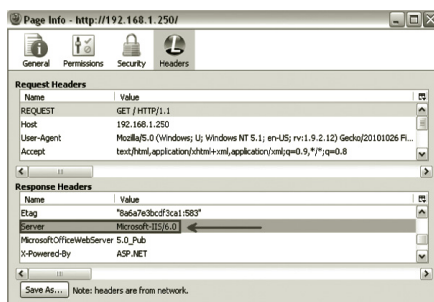 Page Info - http://192.168.1.250/
General Permissions Security Headers
Request Headers
Name Value
REQUEST GET / HTTP/1.1
Host 192.168.1.250
User-Agent Mozilla/5.0 (Windows; U; Windows NT 5.1; en-US; rv:1.9.2.12) Gecko/20101026 Fi...
Accept text/html,application/xhtml+xml,application/xml;q=0.9,*/*;q=0.8
Response Headers
Name Value
Etag "8a6a7e3bcdf3ca1:583"
Server Microsoft-IIS/6.0
MicrosoftOfficeWebServer 5.0_Pub
X-Powered-By ASP.NET
Save As... Note: headers are from network.